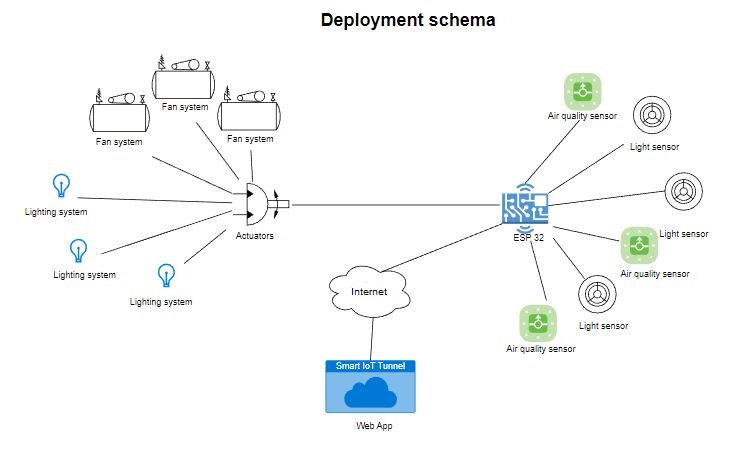 Deployment schema
Fan system
Fan system
Fan system
Air quality sensor
Light sensor
Lighting system
Actuators
ESP 32
Light sensor
Lighting system
Air quality sensor
Lighting system
Internet
Light sensor
Air quality sensor
Smart IoT Tunnel
Web App